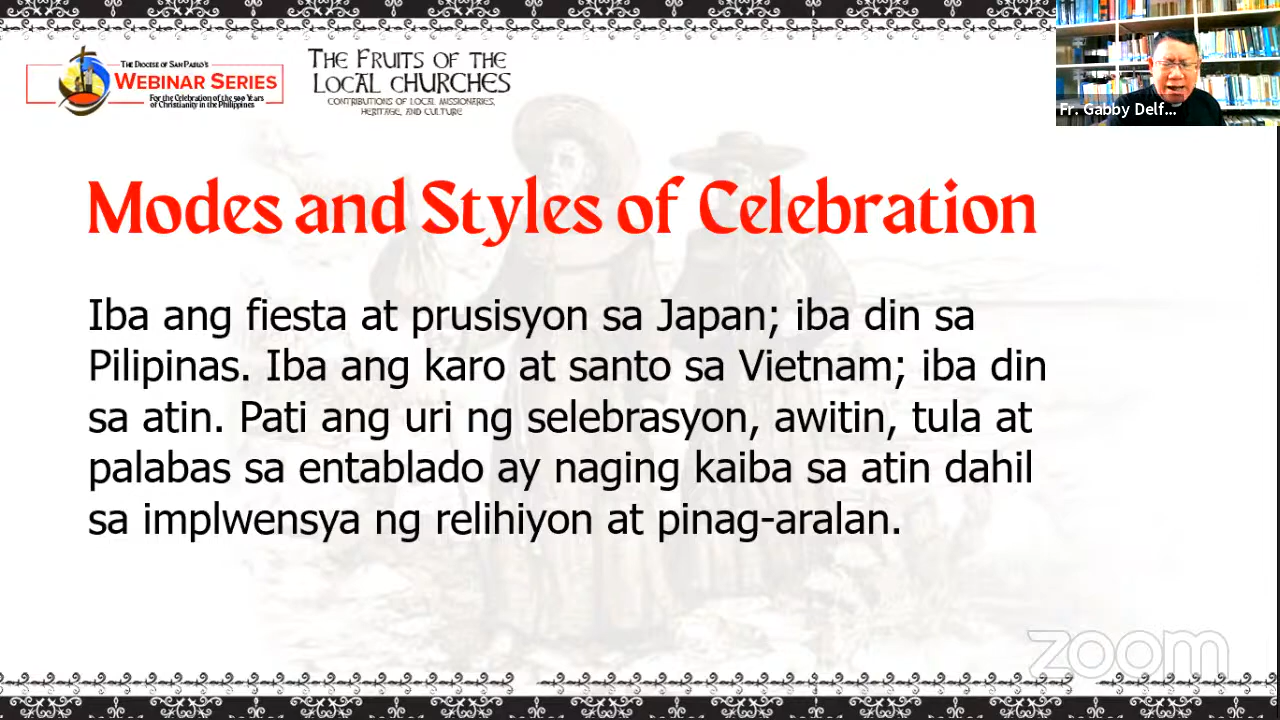 THE DIOCESE OF SAN PABLO'S
WEBINAR SERIES
For the Celebration of the 500 Years
of Christianity in the Philippines
THE FRUITS OF THE
LOCAL CHURCHES
CONTRIBUTIONS OF LOCAL MISSIONARIES,
HERITAGE, AND CULTURE
Fr. Gabby Delf...
Modes and Styles of Celebration
Iba ang fiesta at prusisyon sa Japan; iba din sa
Pilipinas. Iba ang karo at santo sa Vietnam; iba din
sa atin. Pati ang uri ng selebrasyon, awitin, tula at
palabas sa entablado ay naging kaiba sa atin dahil
sa implwensya ng relihiyon at pinag-aralan.
zoom